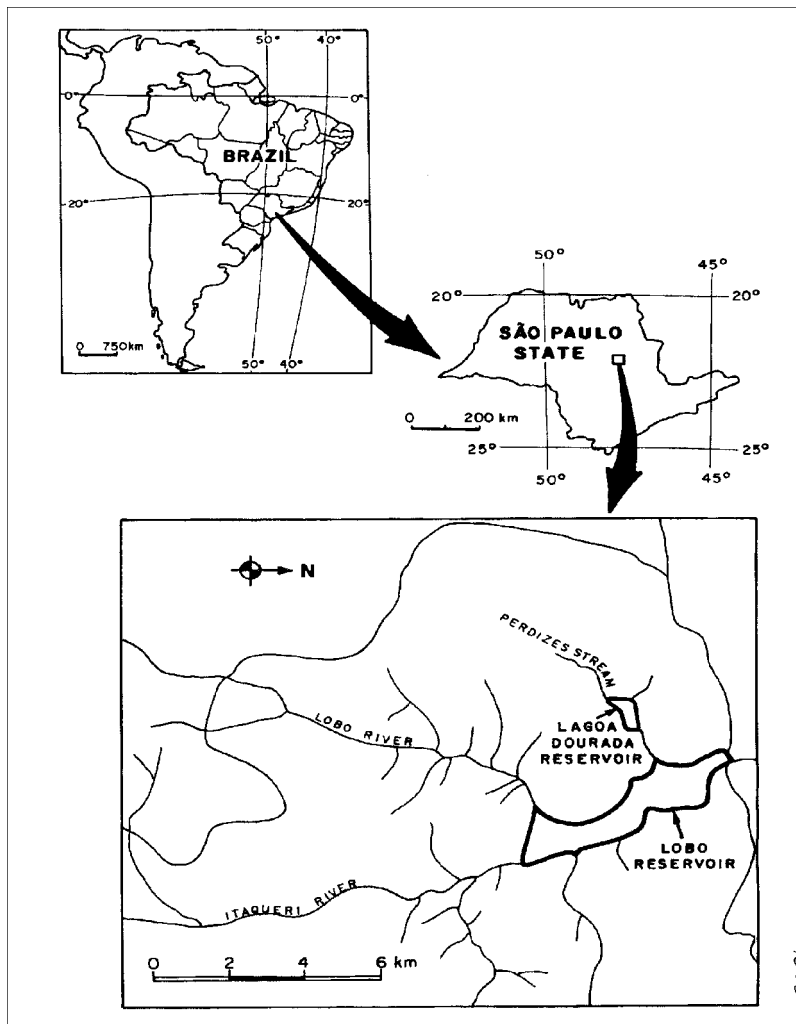 50° 40°
0° 0°
BRAZIL
20° 20°
0 750km
50° 40°
50° 45°
20° 20°
SÃO PAULO
STATE
0 200 km
25° 25°
50° 45°
N
PERDIZES STREAM
LOBO RIVER
LAGOA
DOURADA
RESERVOIR
LOBO
RESERVOIR
ITAQUERI RIVER
0 2 4 6 km